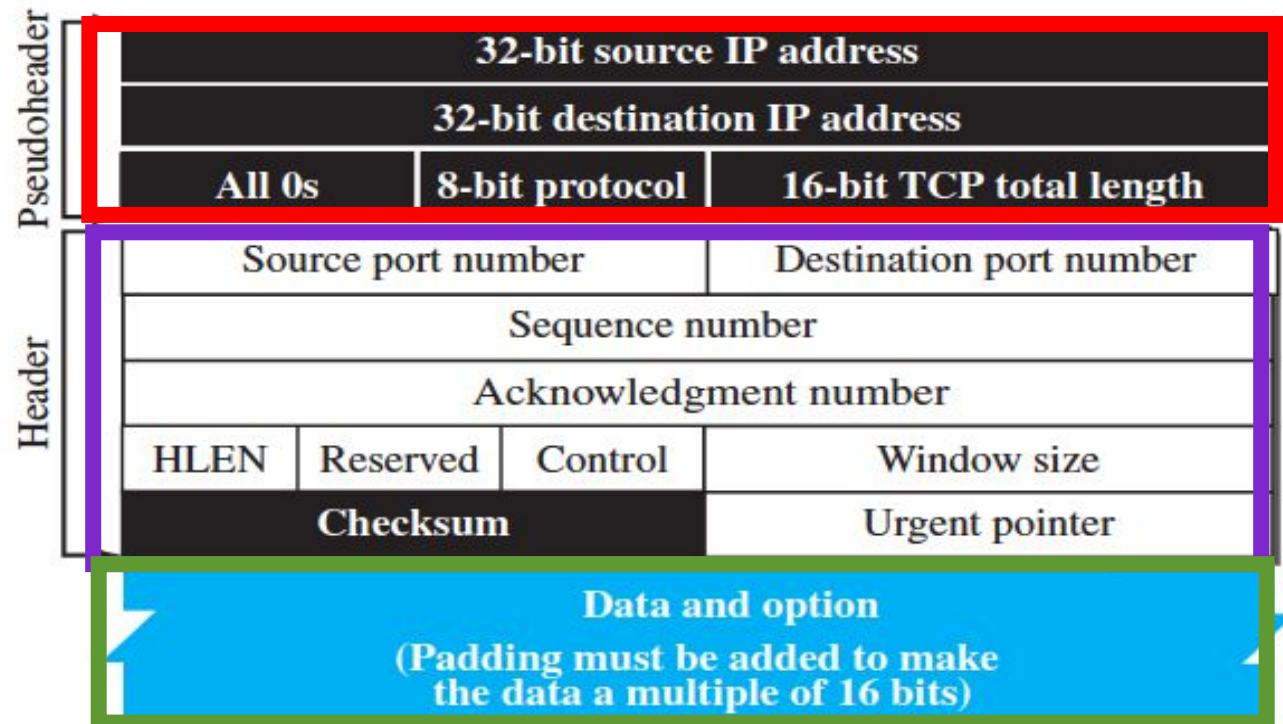 Pseudoheader
32-bit source IP address
32-bit destination IP address
All 0s 8-bit protocol 16-bit TCP total length
Header
Source port number Destination port number
Sequence number
Acknowledgment number
HLEN Reserved Control Window size
Checksum Urgent pointer
Data and option
(Padding must be added to make
the data a multiple of 16 bits)